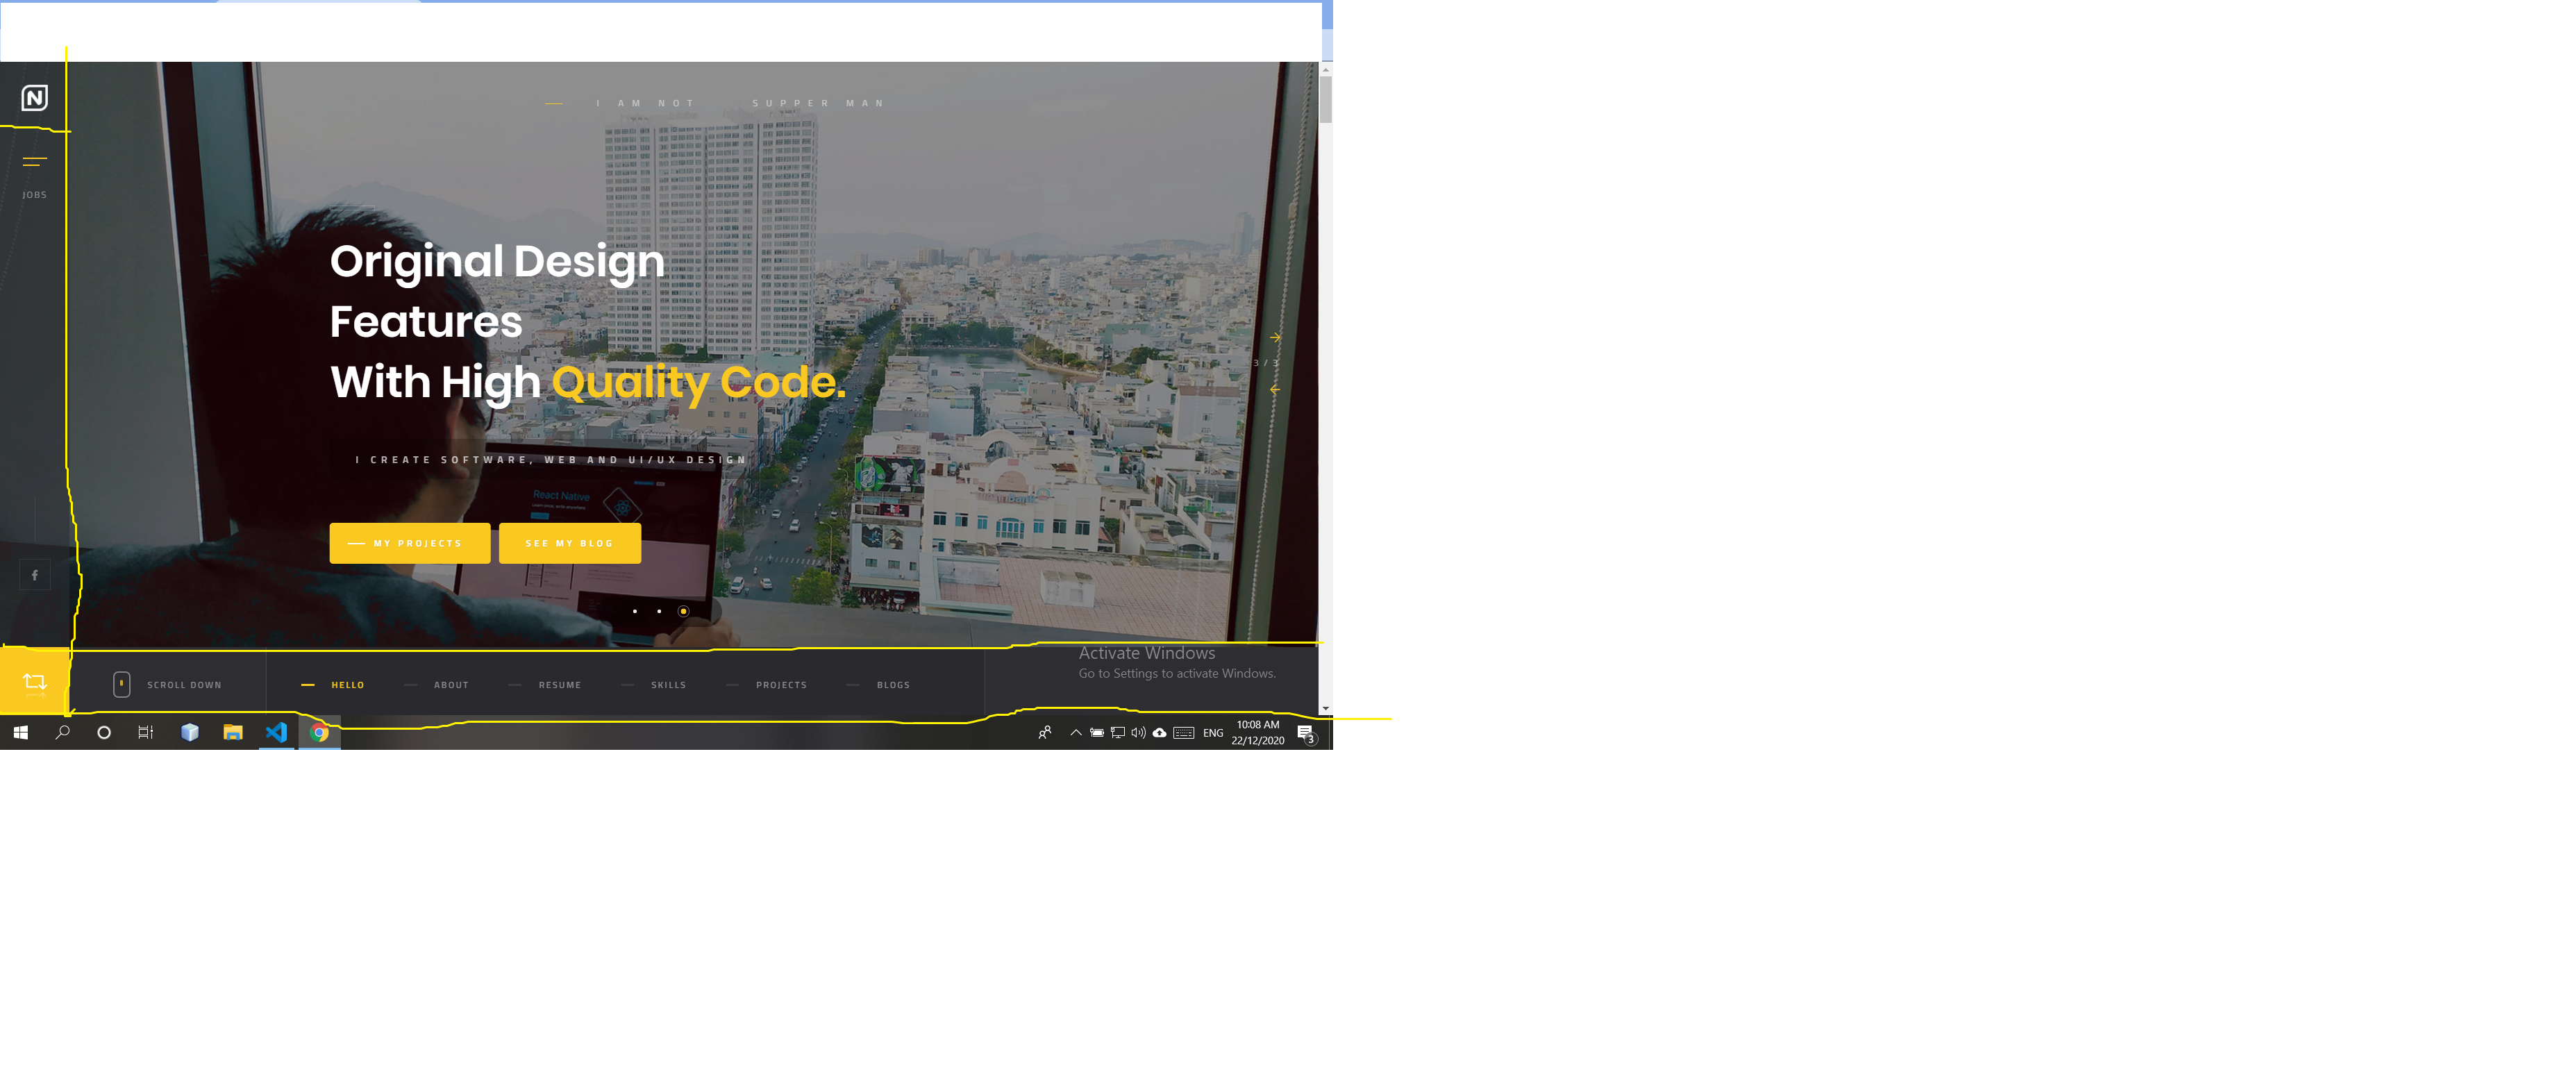 N
I AM NOT SUPPER MAN
JOBS
Original Design
Features
With High Quality Code.
3 / 3
I CREATE SOFTWARE, WEB AND UI/UX DESIGN
React Native
MY PROJECTS
SEE MY BLOG
SCROLL DOWN
HELLO
ABOUT
RESUME
SKILLS
PROJECTS
BLOGS
Activate Windows
Go to Settings to activate Windows.
ENG
10:08 AM
22/12/2020
3